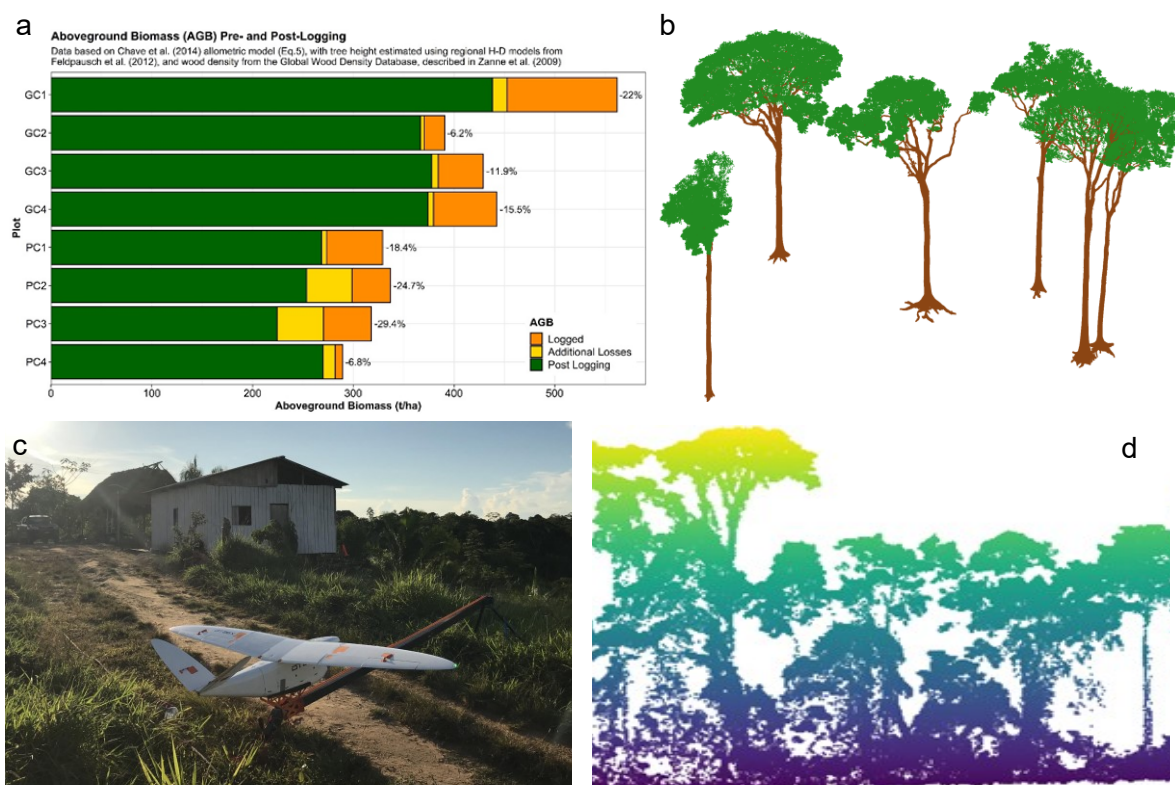 a
Aboveground Biomass (AGB) Pre- and Post-Logging
Data based on Chave et al. (2014) allometric model (Eq.5), with tree height estimated using regional H-D models from
Feldpausch et al. (2012), and wood density from the Global Wood Density Database, described in Zanne et al. (2009)
Plot
GC1
-22%
GC2
-6.2%
GC3
-11.9%
GC4
-15.5%
PC1
-18.4%
PC2
-24.7%
PC3
-29.4%
PC4
-6.8%
AGB
Logged
Additional Losses
Post Logging
0 100 200 300 400 500
Aboveground Biomass (t/ha)
b
c
d